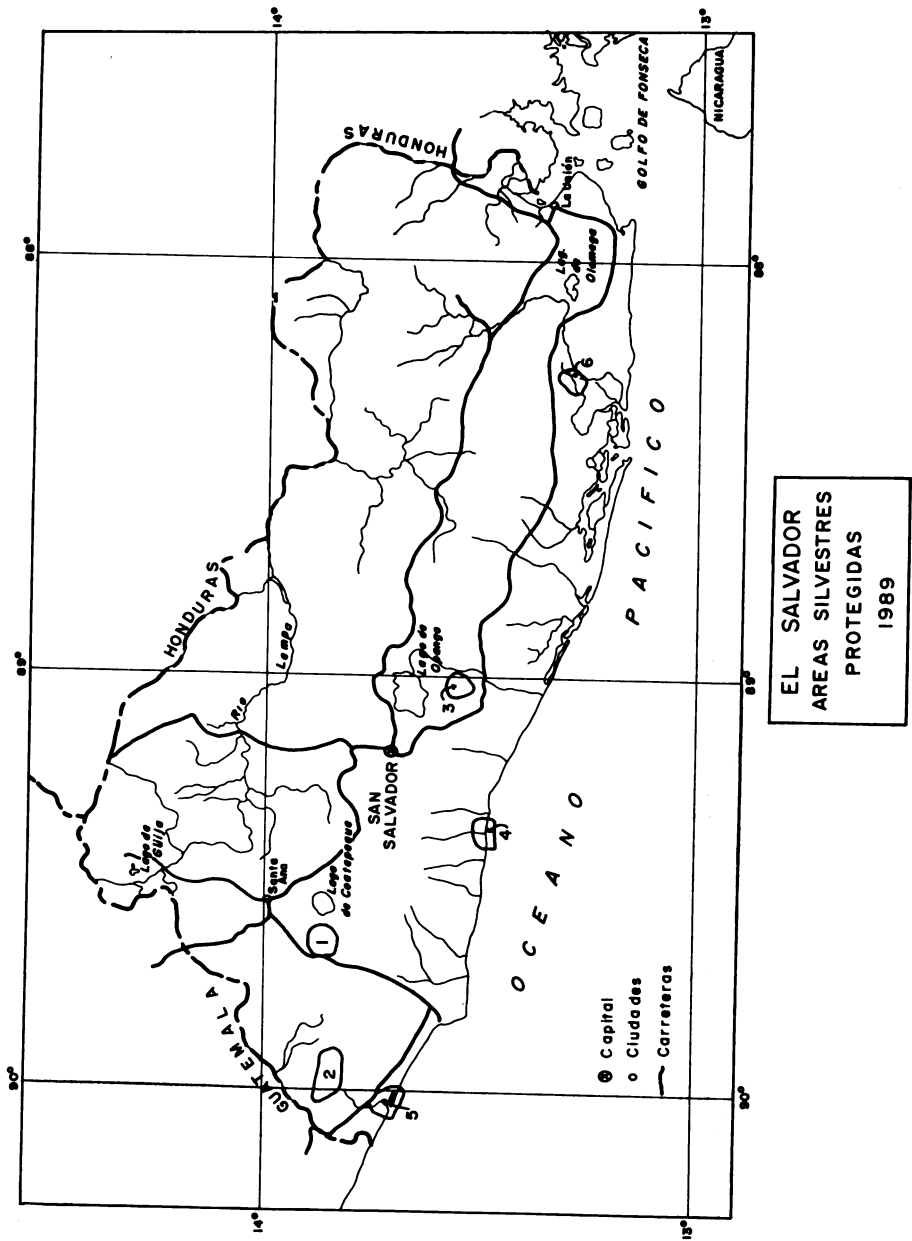 14°
13°
HONDURAS
88°
GOLFO DE FONSECA
NICARAGUA
La Unión
Lag.
de
Olomega
88°
6
HONDURAS
Río Lempa
89°
Lago de
Opango
3
89°
PACIFICO
SAN
SALVADOR
Lago de
Güija
Santa
Ana
Lago
de Coatepeque
4
1
OCEANO
GUATEMALA
2
5
90°
90°
14°
13°
⊗ Capital
o Ciudades
Carreteras
EL SALVADOR
AREAS SILVESTRES
PROTEGIDAS
1989